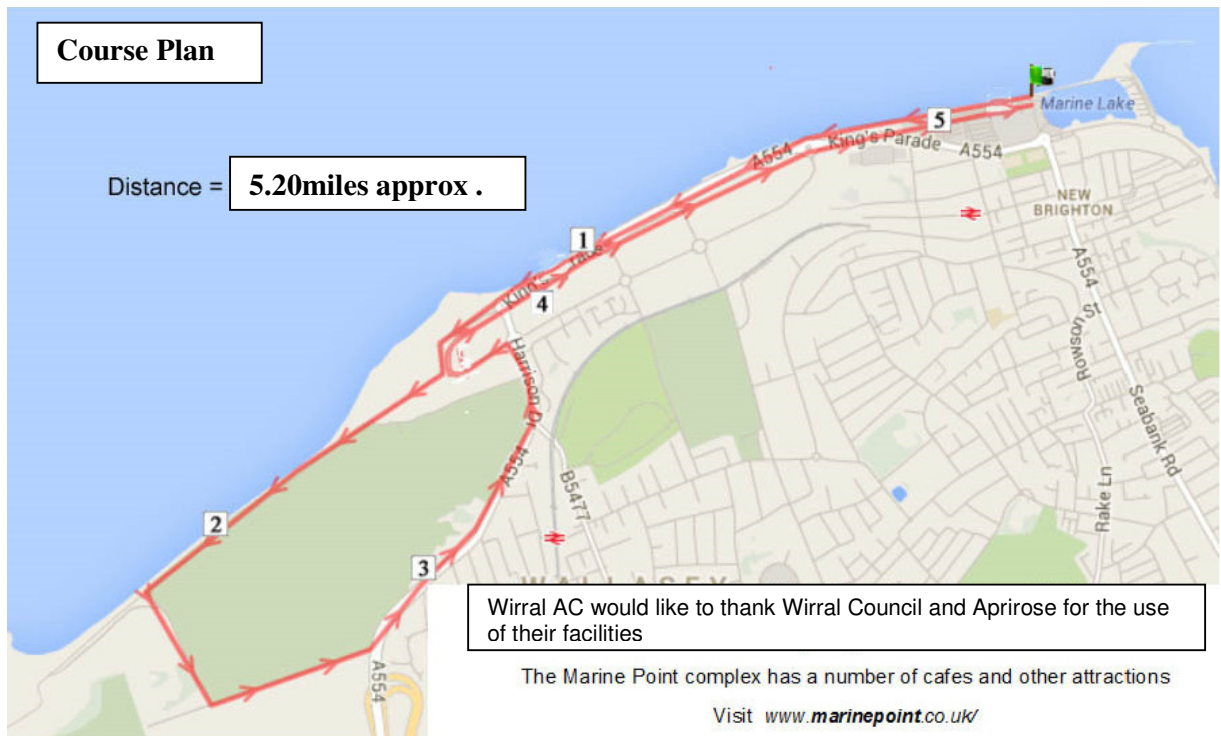 Course Plan
Distance = 5.20miles approx .
Marine Lake
5
King's Parade
A554
A554
NEW
BRIGHTON
1
4
King's
A554
Rowson St
Harrison Dr
Seabank Rd
A554
B5477
Rake Ln
2
3
A554
WALLASEY
Wirral AC would like to thank Wirral Council and Aprirose for the use
of their facilities
The Marine Point complex has a number of cafes and other attractions
Visit www.marinepoint.co.uk/